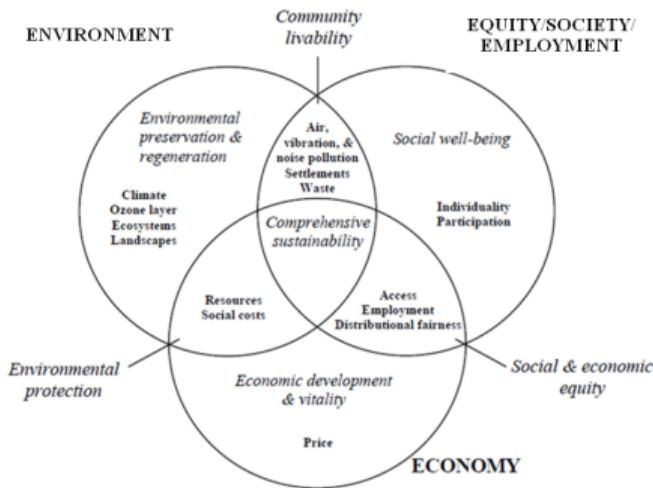 Community
livability
ENVIRONMENT
EQUITY/SOCIETY/
EMPLOYMENT
Environmental
preservation &
regeneration
Air,
vibration, &
noise pollution
Settlements
Waste
Social well-being
Climate
Ozone layer
Ecosystems
Landscapes
Individuality
Participation
Comprehensive
sustainability
Resources
Social costs
Access
Employment
Distributional fairness
Environmental
protection
Economic development
& vitality
Social & economic
equity
Price
ECONOMY